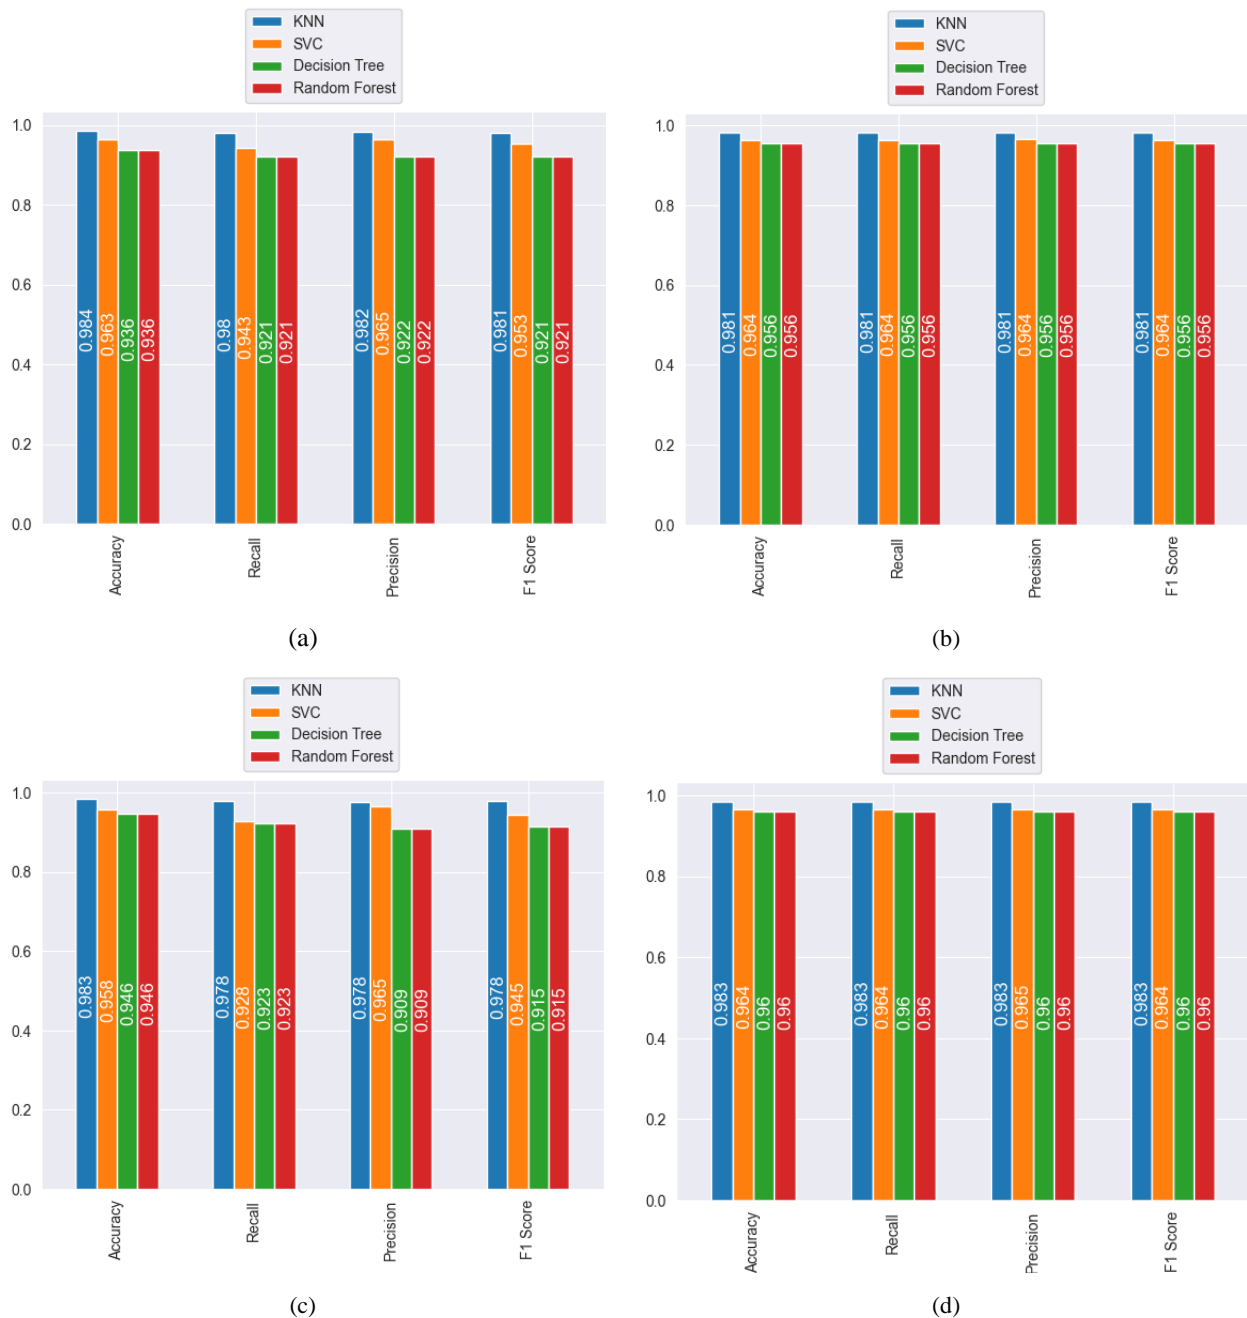 KNN
SVC
Decision Tree
Random Forest
1.0
0.8
0.6
0.4
0.2
0.0
0.984
0.963
0.936
0.936
0.98
0.943
0.921
0.921
0.982
0.965
0.922
0.922
0.981
0.953
0.921
0.921
Accuracy
Recall
Precision
F1 Score
(a)
KNN
SVC
Decision Tree
Random Forest
1.0
0.8
0.6
0.4
0.2
0.0
0.981
0.964
0.956
0.956
0.981
0.964
0.956
0.956
0.981
0.964
0.956
0.956
0.981
0.964
0.956
0.956
Accuracy
Recall
Precision
F1 Score
(b)
KNN
SVC
Decision Tree
Random Forest
1.0
0.8
0.6
0.4
0.2
0.0
0.983
0.958
0.946
0.946
0.978
0.928
0.923
0.923
0.978
0.965
0.909
0.909
0.978
0.945
0.915
0.915
Accuracy
Recall
Precision
F1 Score
(c)
KNN
SVC
Decision Tree
Random Forest
1.0
0.8
0.6
0.4
0.2
0.0
0.983
0.964
0.96
0.96
0.983
0.964
0.96
0.96
0.983
0.965
0.96
0.96
0.983
0.964
0.96
0.96
Accuracy
Recall
Precision
F1 Score
(d)